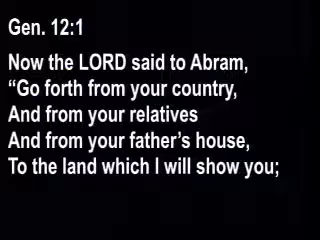 Gen. 12:1
Now the LORD said to Abram,
“Go forth from your country,
And from your relatives
And from your father’s house,
To the land which I will show you;